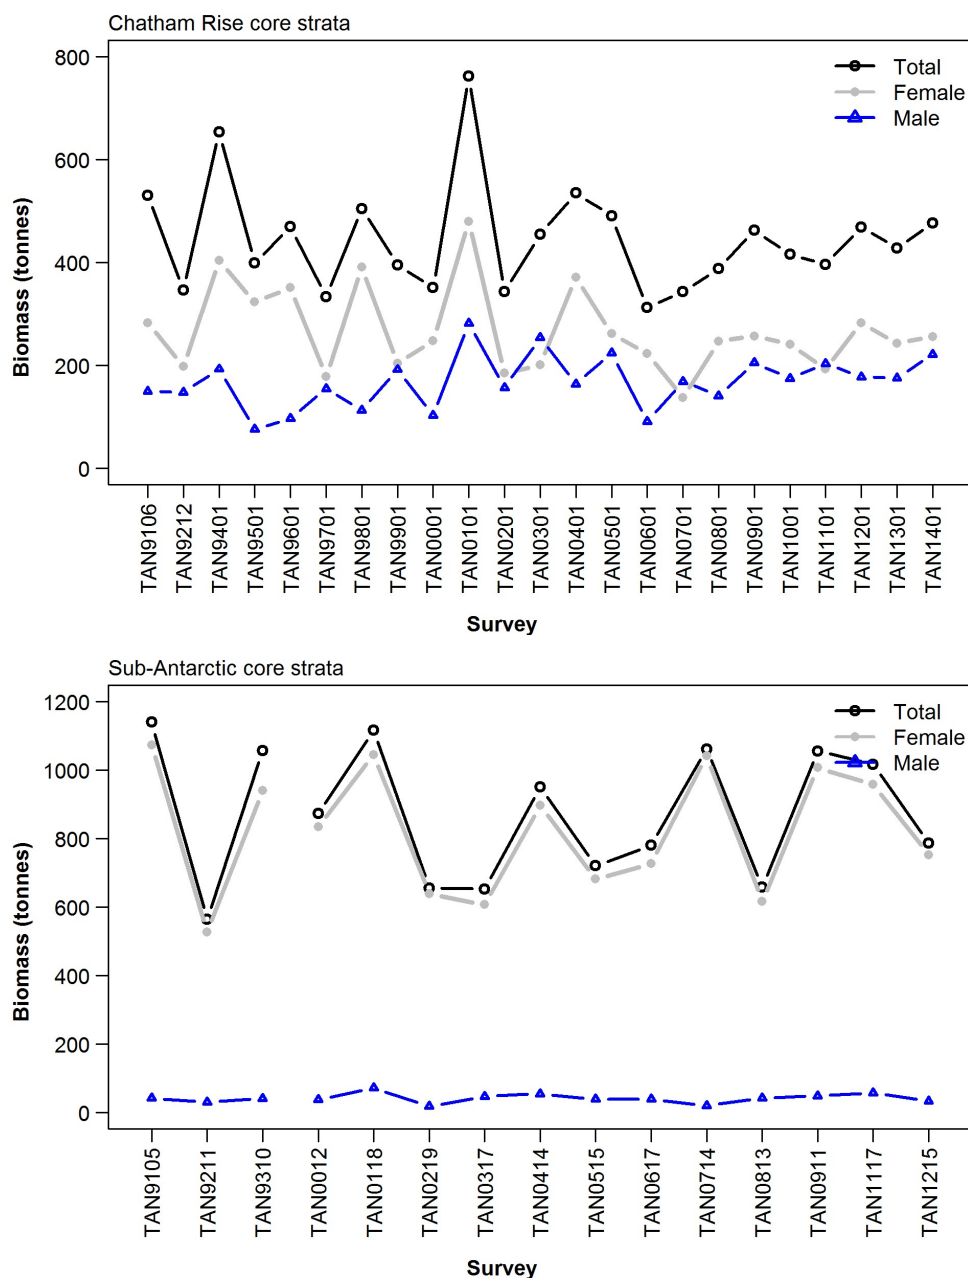 Chatham Rise core strata
800
600
400
200
0
Biomass (tonnes)
Total
Female
Male
TAN9106
TAN9212
TAN9401
TAN9501
TAN9601
TAN9701
TAN9801
TAN9901
TAN0001
TAN0101
TAN0201
TAN0301
TAN0401
TAN0501
TAN0601
TAN0701
TAN0801
TAN0901
TAN1001
TAN1101
TAN1201
TAN1301
TAN1401
Survey
Sub-Antarctic core strata
1200
1000
800
600
400
200
0
Biomass (tonnes)
Total
Female
Male
TAN9105
TAN9211
TAN9310
TAN0012
TAN0118
TAN0219
TAN0317
TAN0414
TAN0515
TAN0617
TAN0714
TAN0813
TAN0911
TAN1117
TAN1215
Survey